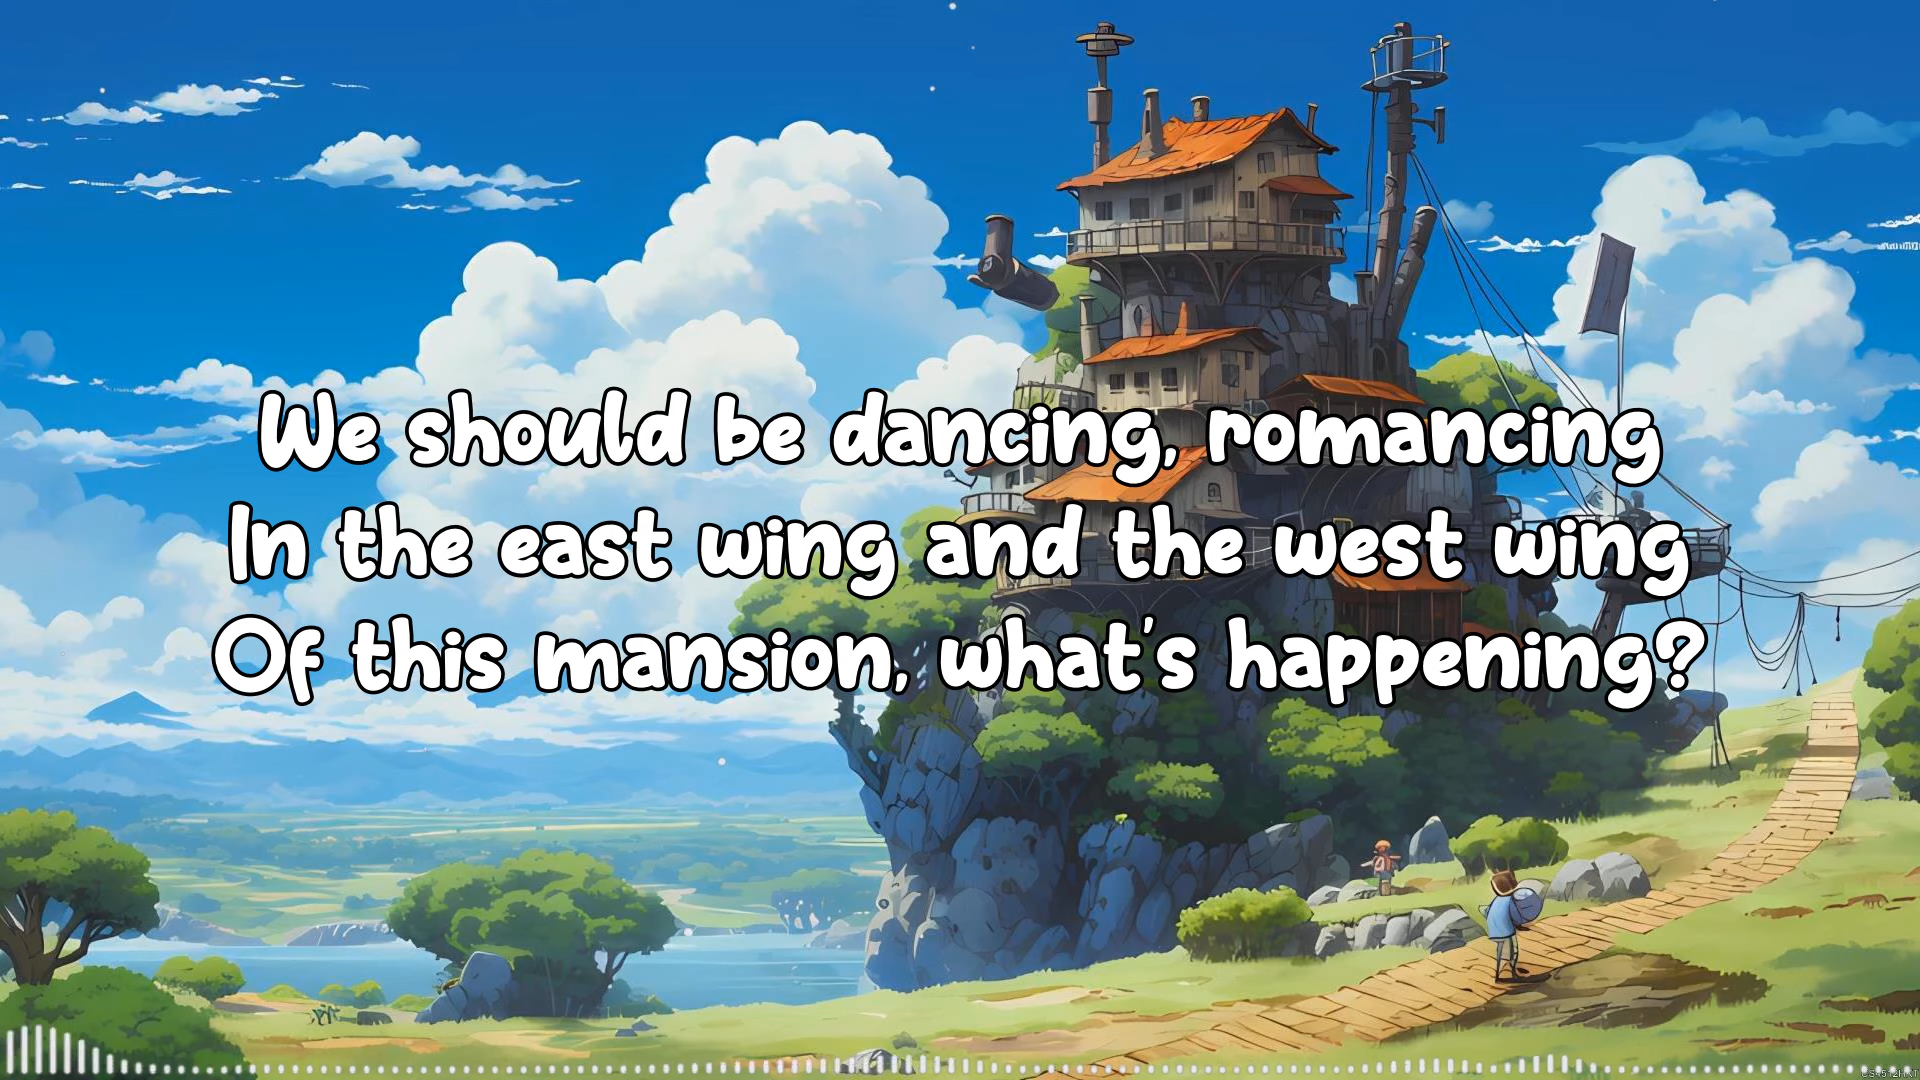 We should be dancing, romancing
In the east wing and the west wing
Of this mansion, what's happening?